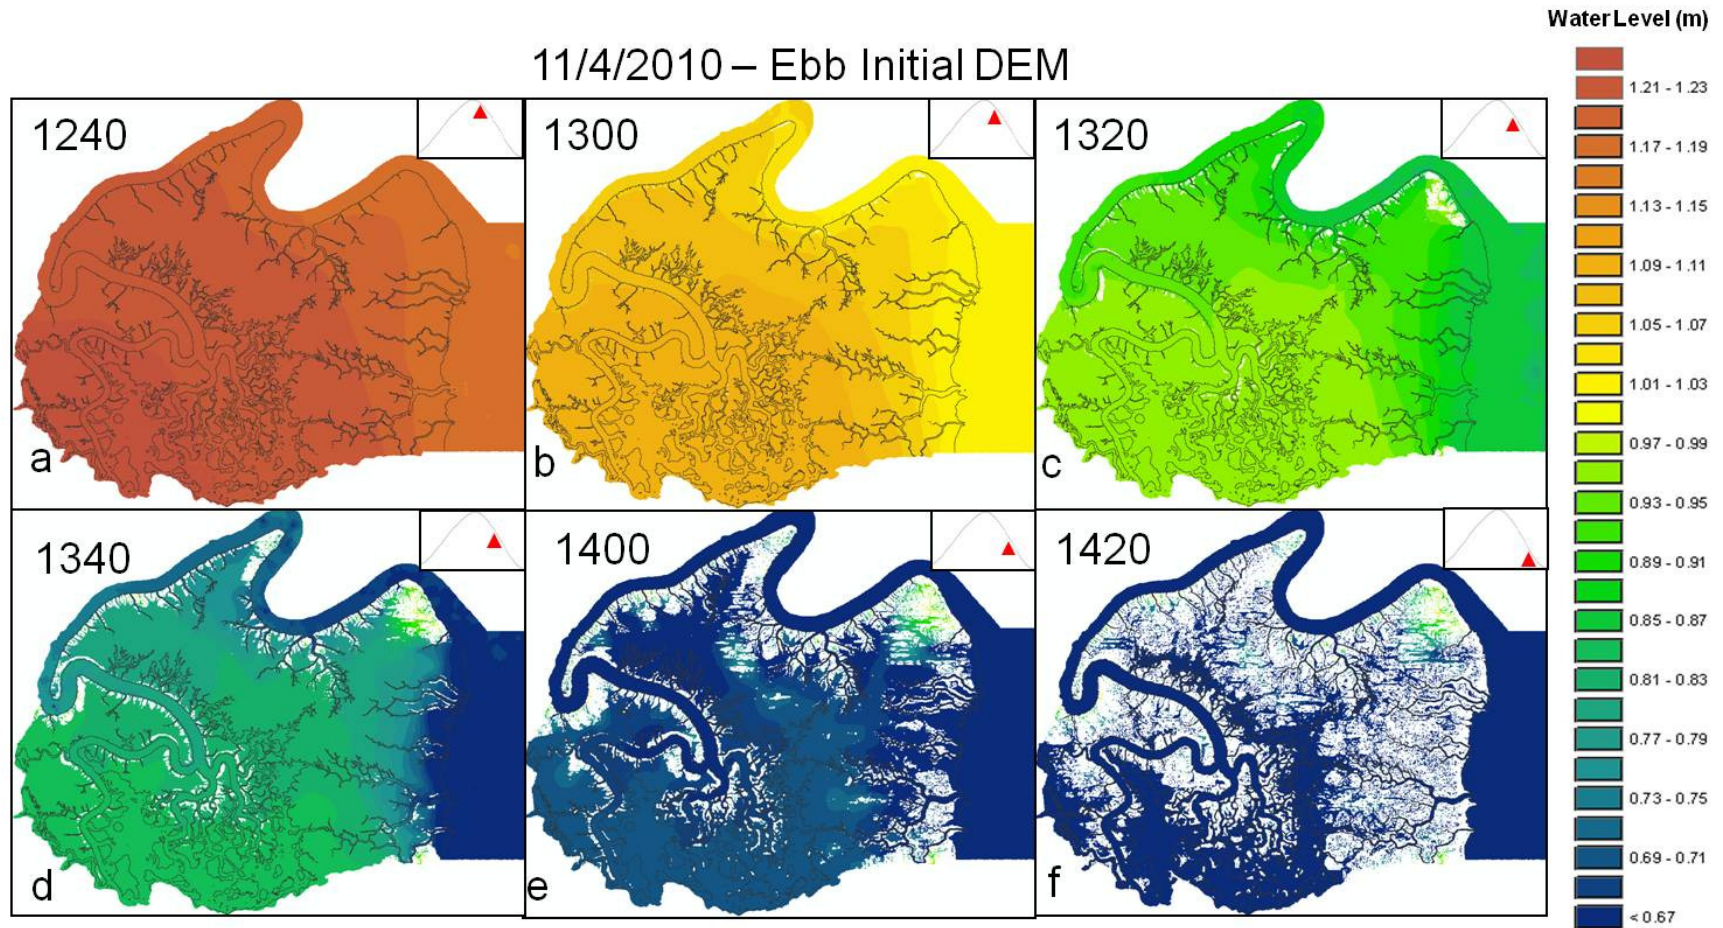 Water Level (m)
11/4/2010 – Ebb Initial DEM
1240
1300
1320
a
b
c
1340
1400
1420
d
e
f
1.21 - 1.23
1.17 - 1.19
1.13 - 1.15
1.09 - 1.11
1.05 - 1.07
1.01 - 1.03
0.97 - 0.99
0.93 - 0.95
0.89 - 0.91
0.85 - 0.87
0.81 - 0.83
0.77 - 0.79
0.73 - 0.75
0.69 - 0.71
< 0.67